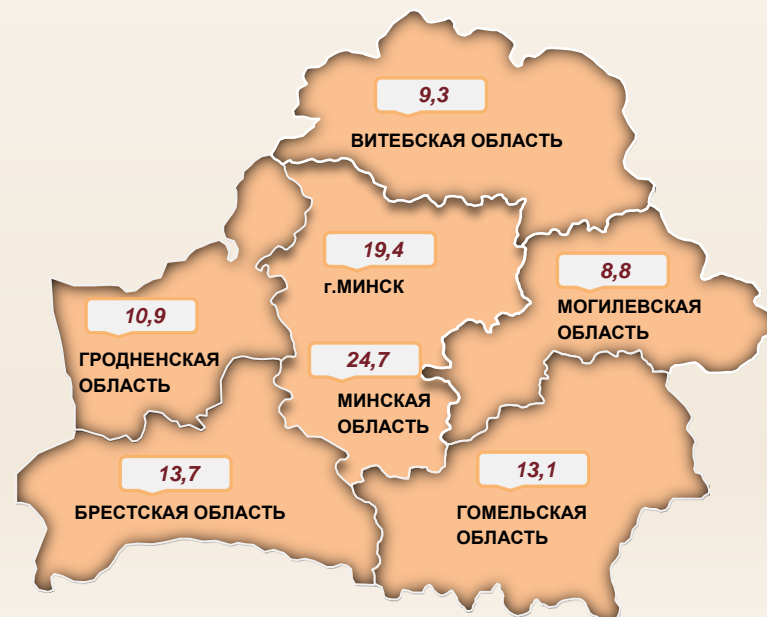 9,3
ВИТЕБСКАЯ ОБЛАСТЬ
19,4
г.МИНСК
8,8
МОГИЛЕВСКАЯ
ОБЛАСТЬ
10,9
ГРОДНЕНСКАЯ
ОБЛАСТЬ
24,7
МИНСКАЯ
ОБЛАСТЬ
13,7
БРЕСТСКАЯ ОБЛАСТЬ
13,1
ГОМЕЛЬСКАЯ
ОБЛАСТЬ